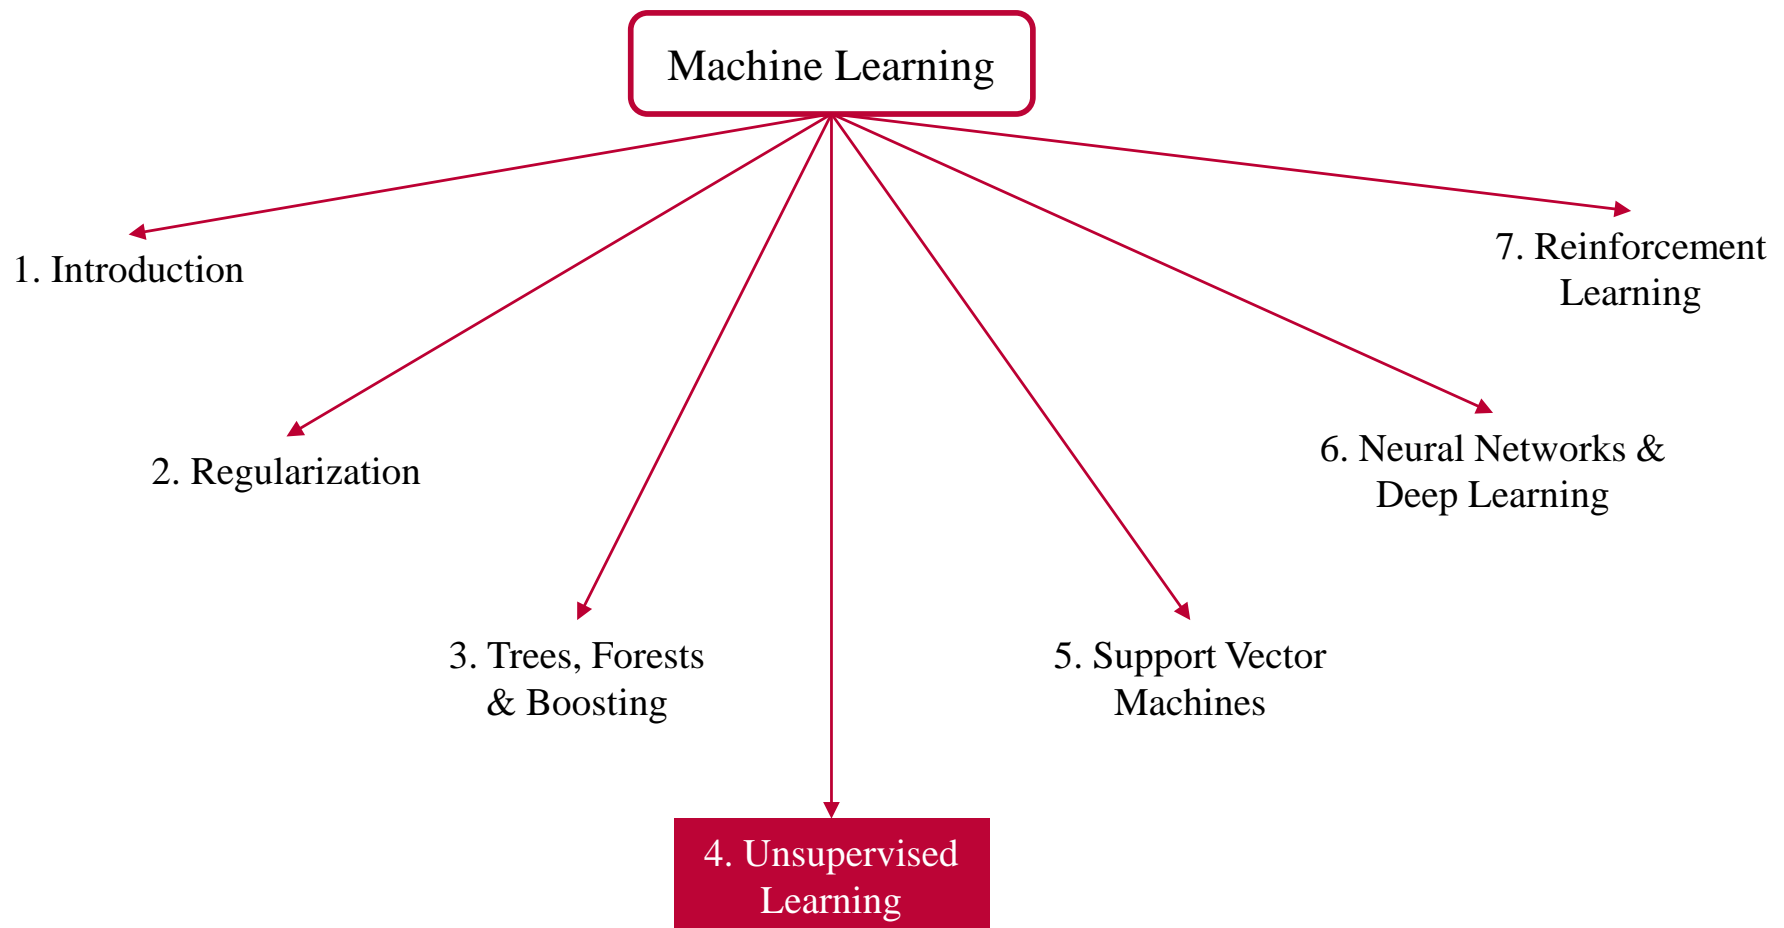 Machine Learning
1. Introduction
2. Regularization
3. Trees, Forests
& Boosting
4. Unsupervised
Learning
5. Support Vector
Machines
6. Neural Networks &
Deep Learning
7. Reinforcement
Learning